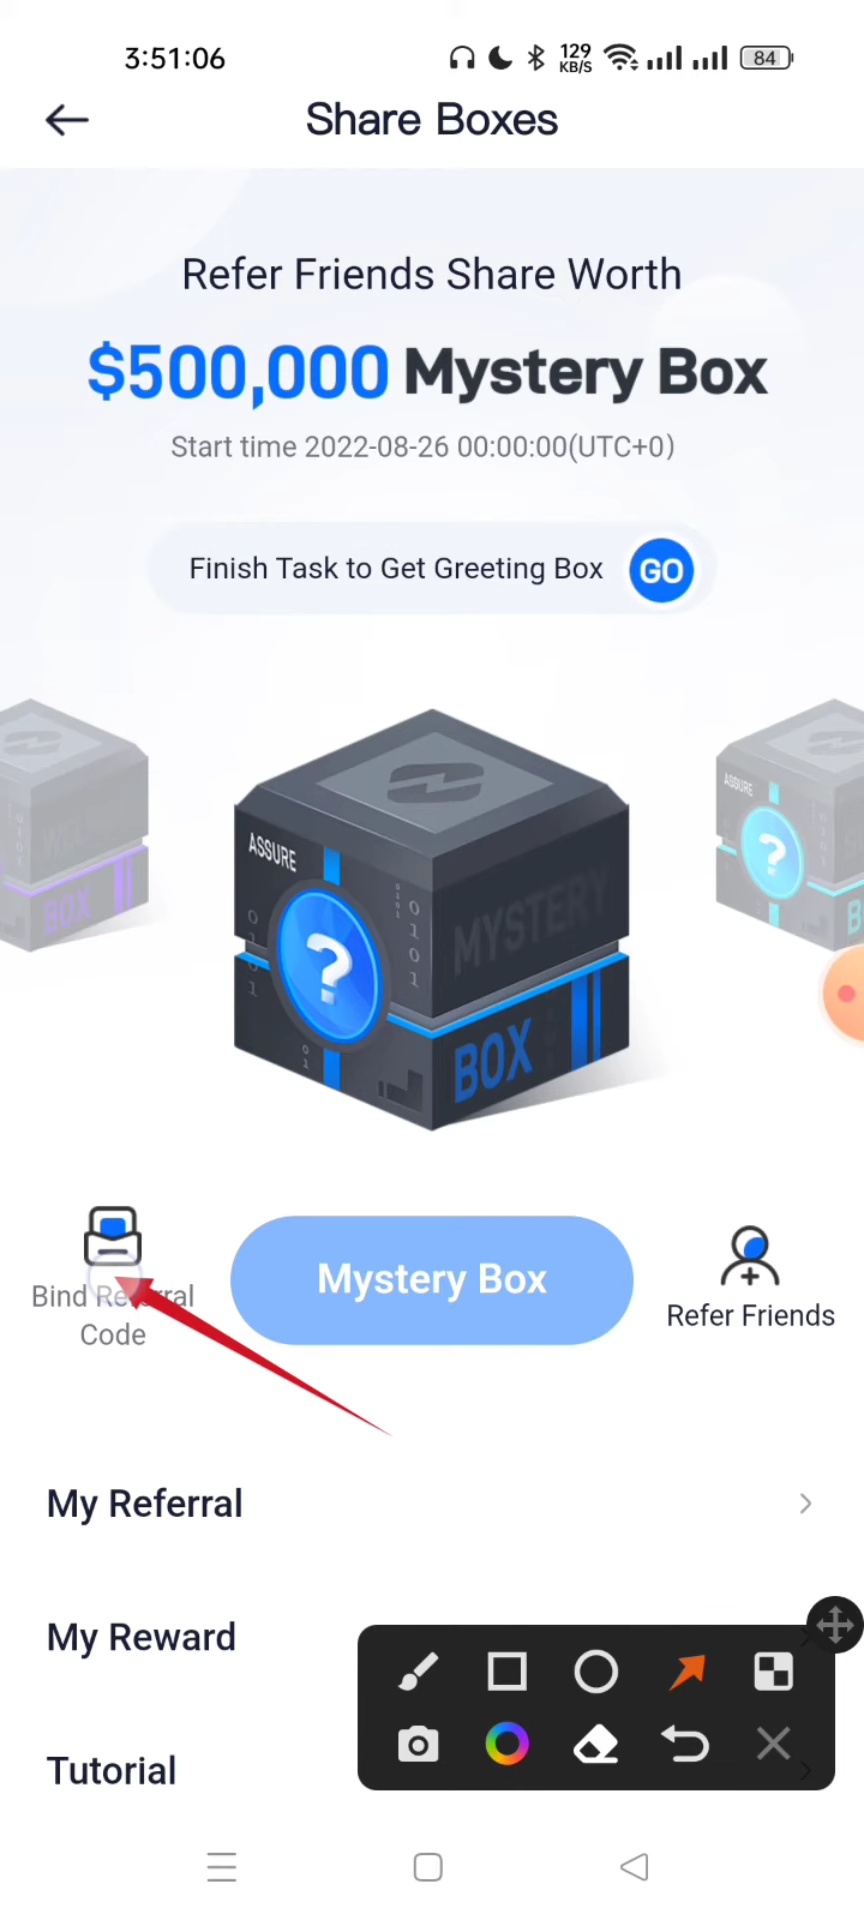 3:51:06
129
KB/S
84
Share Boxes
Refer Friends Share Worth
$500,000 Mystery Box
Start time 2022-08-26 00:00:00(UTC+0)
Finish Task to Get Greeting Box GO
ASSURE
MYSTERY
BOX
BOX
ASSURE
Bind Referral
Code
Mystery Box
Refer Friends
My Referral
My Reward
Tutorial